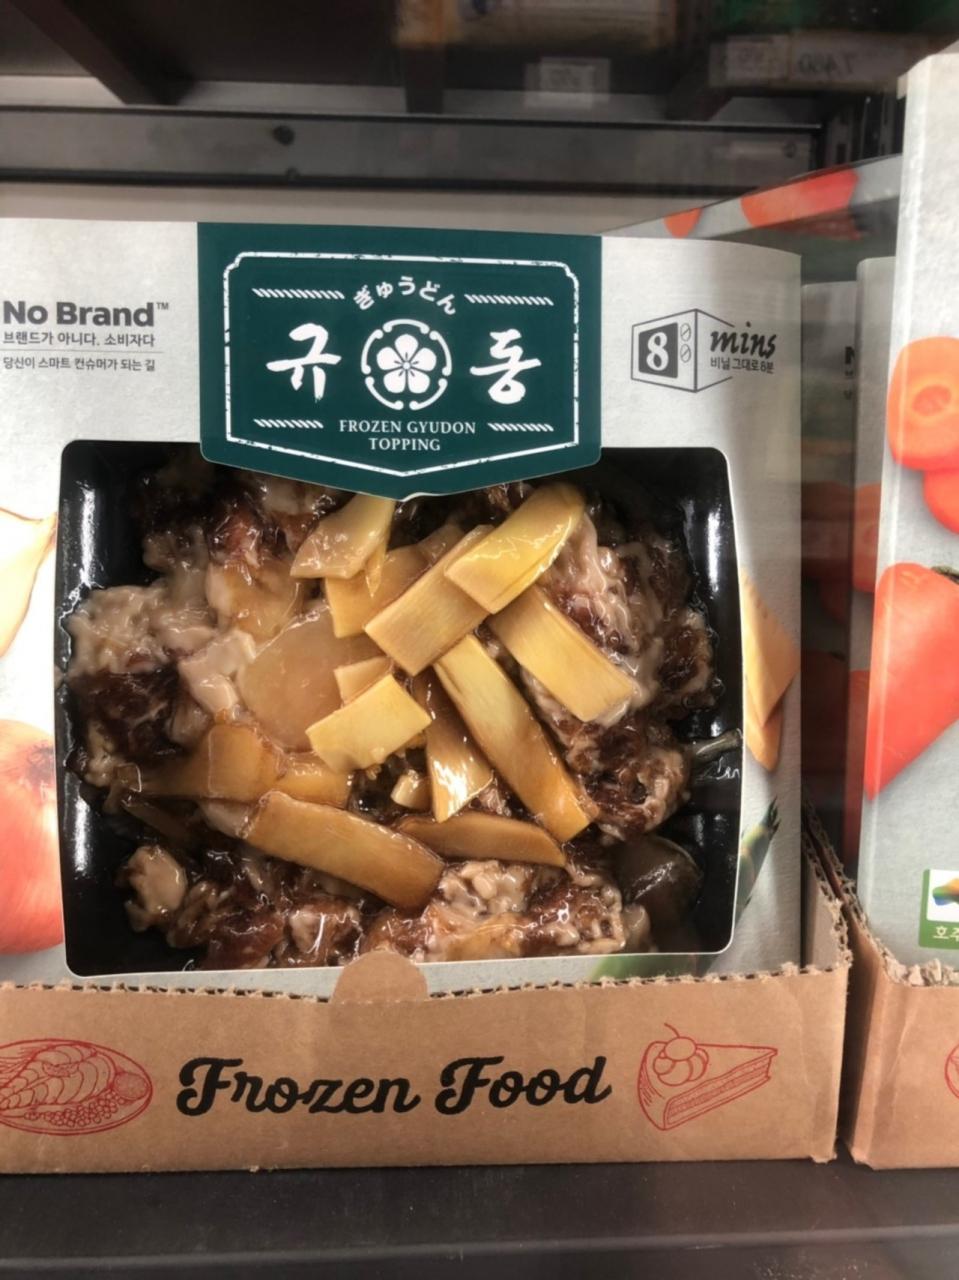 No Brand™
브랜드가 아니다. 소비자다
당신이 스마트 컨슈머가 되는 길
ぎゅうどん
규동
FROZEN GYUDON
TOPPING
8 mins
비닐 그대로 8분
Frozen Food